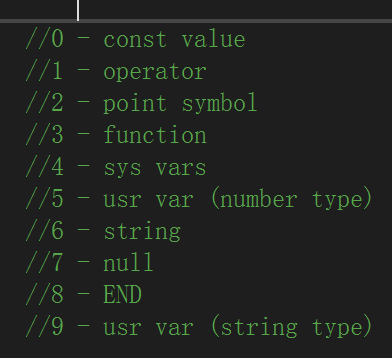 //0 - const value
//1 - operator
//2 - point symbol
//3 - function
//4 - sys vars
//5 - usr var (number type)
//6 - string
//7 - null
//8 - END
//9 - usr var (string type)